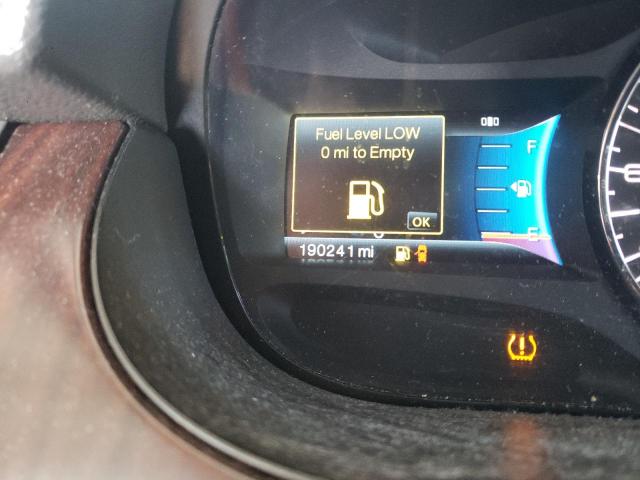 Fuel Level LOW
0 mi to Empty
OK
F
E
190241 mi